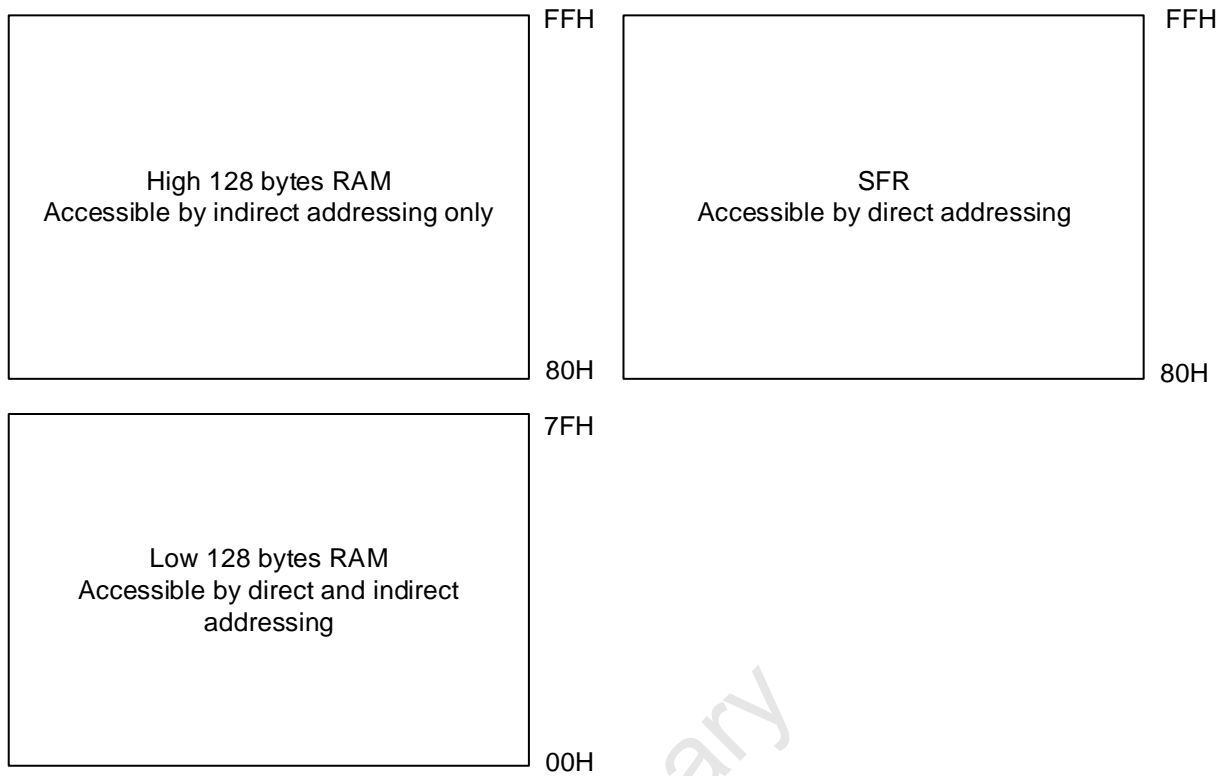 FFH
FFH
High 128 bytes RAM
Accessible by indirect addressing only
SFR
Accessible by direct addressing
80H
80H
7FH
Low 128 bytes RAM
Accessible by direct and indirect
addressing
00H